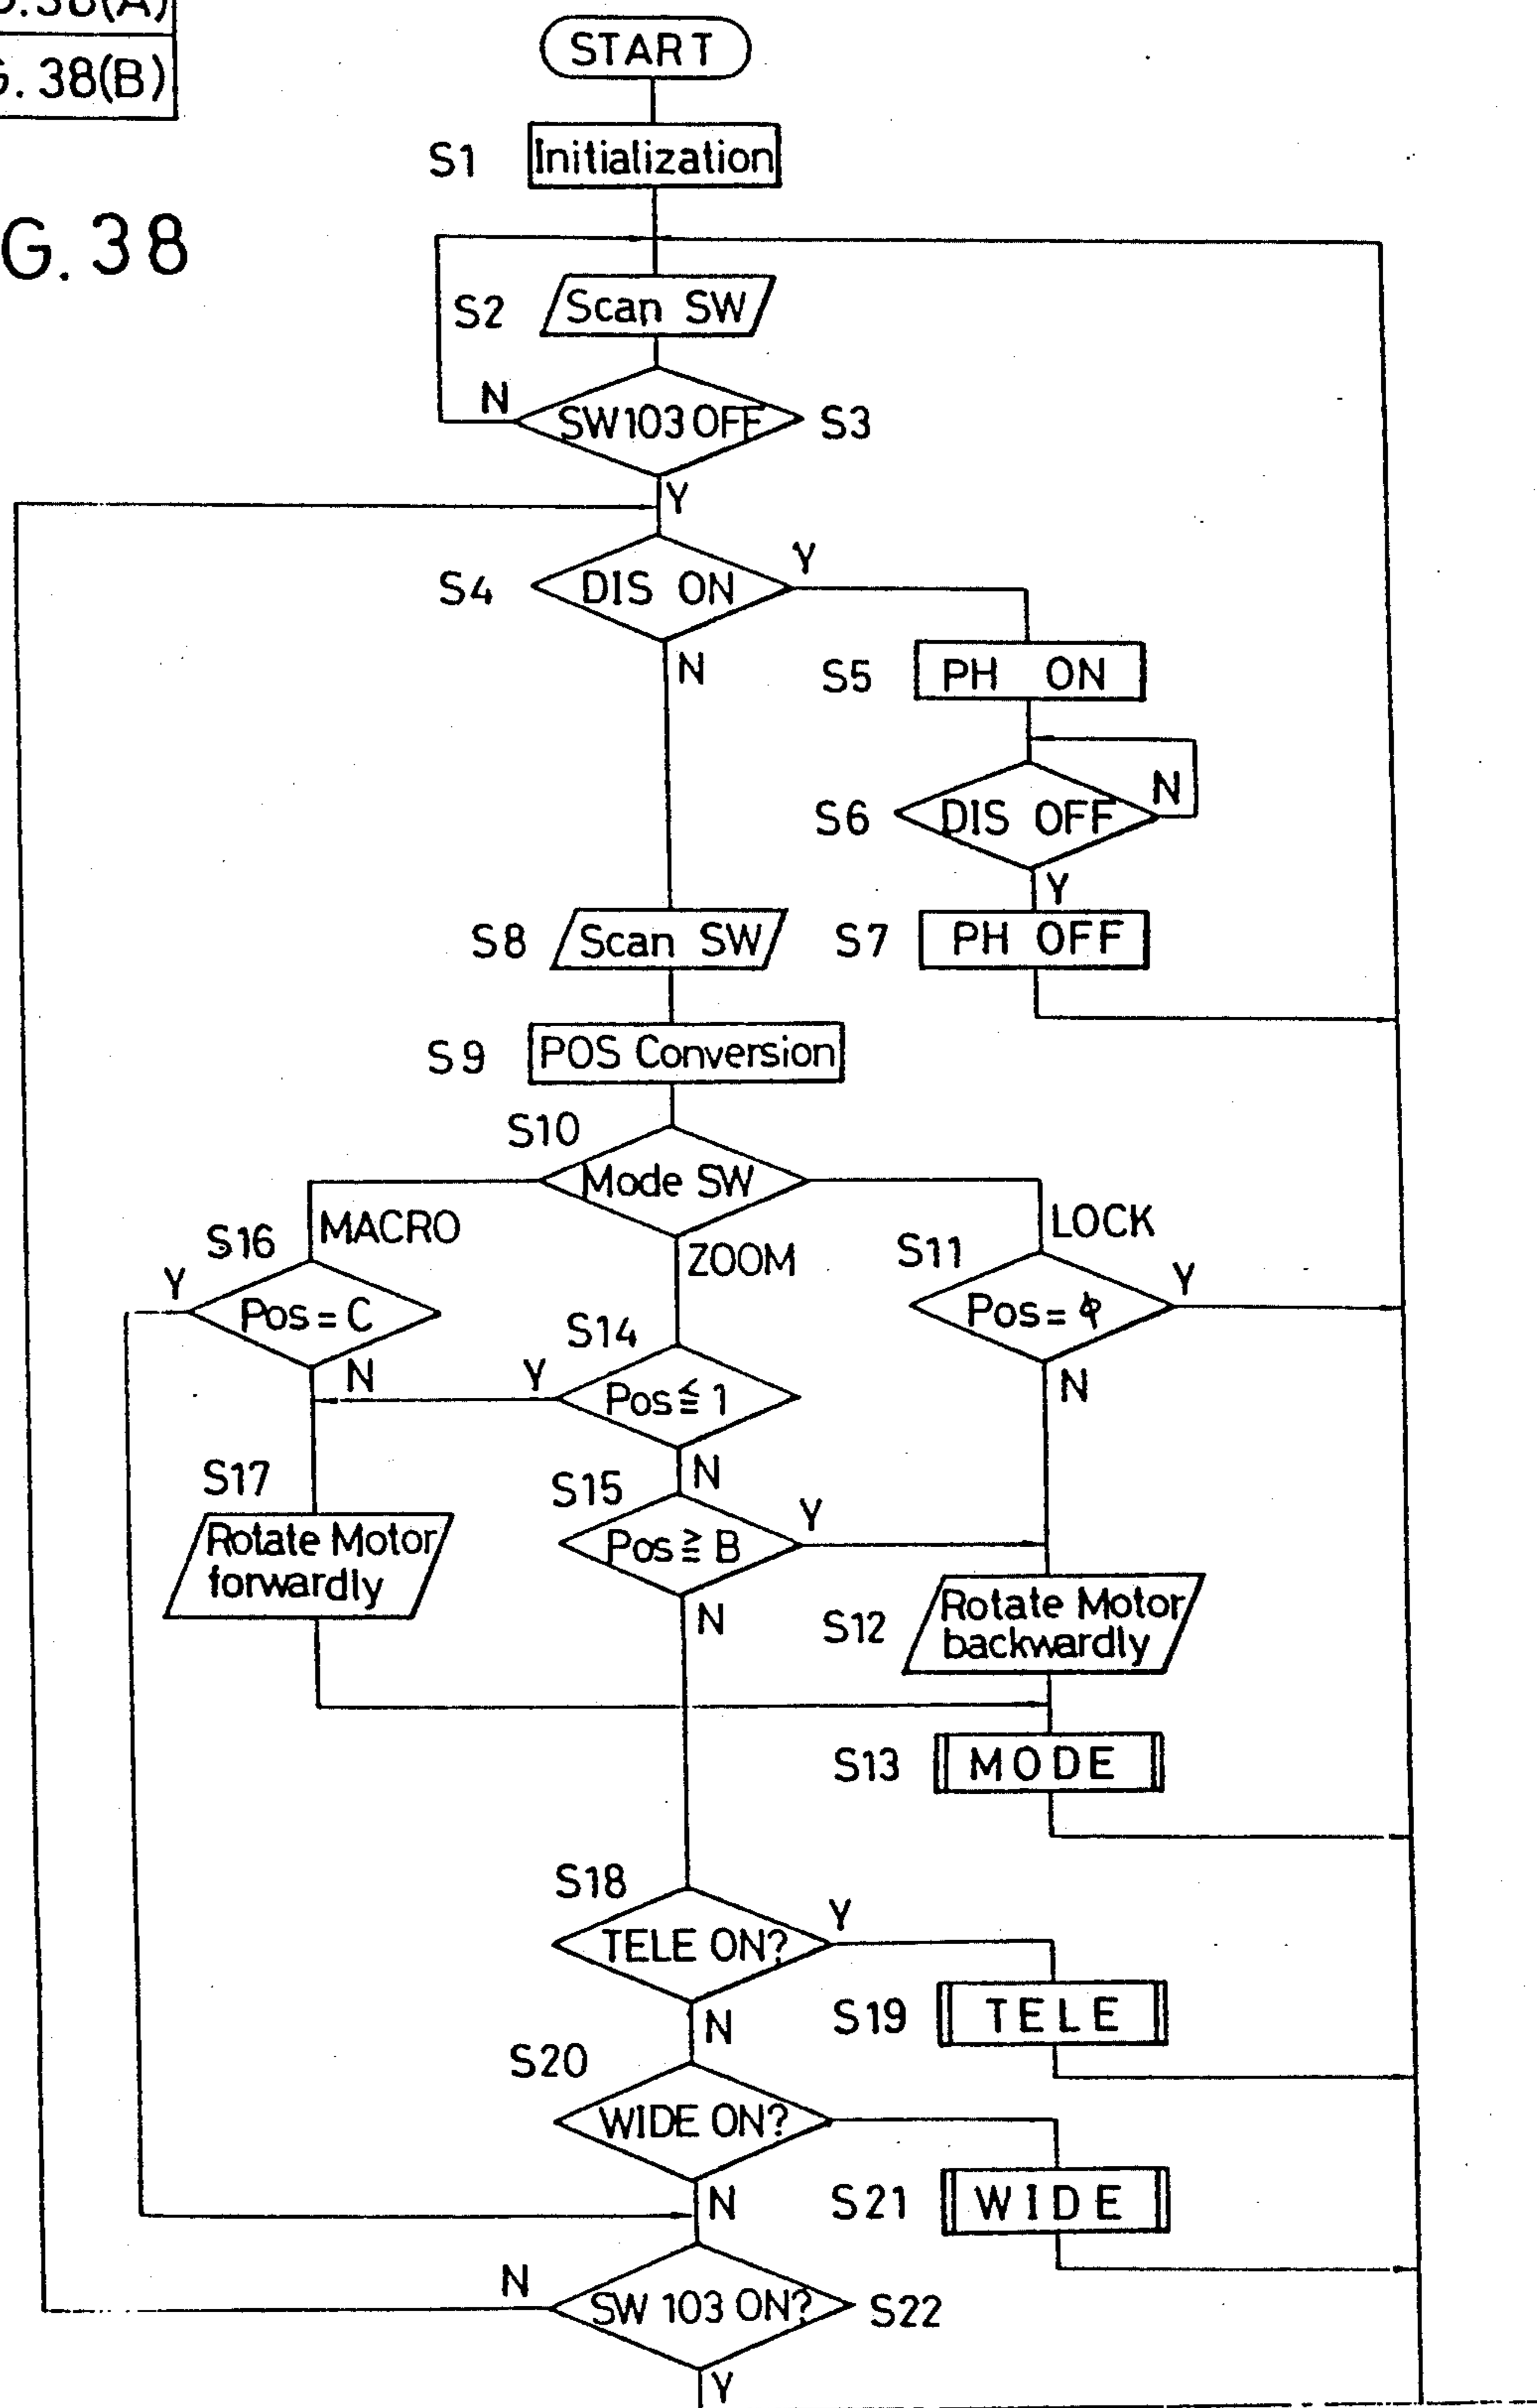 G.38(A)
G.38(B)
G.38
START
S1
Initialization
S2
Scan SW
N
SW103 OFF
S3
Y
S4
DIS ON
Y
N
S5
PH ON
S6
DIS OFF
N
Y
S7
PH OFF
S8
Scan SW
S9
POS Conversion
S10
Mode SW
MACRO
ZOOM
LOCK
S16
Y
Pos = C
N
S11
Pos = φ
Y
N
S14
Y
Pos ≦ 1
N
S15
Pos ≧ B
Y
N
S17
Rotate Motor
forwardly
S12
Rotate Motor
backwardly
S13
MODE
S18
TELE ON?
Y
N
S19
TELE
S20
WIDE ON?
N
S21
WIDE
N
SW 103 ON?
S22
Y